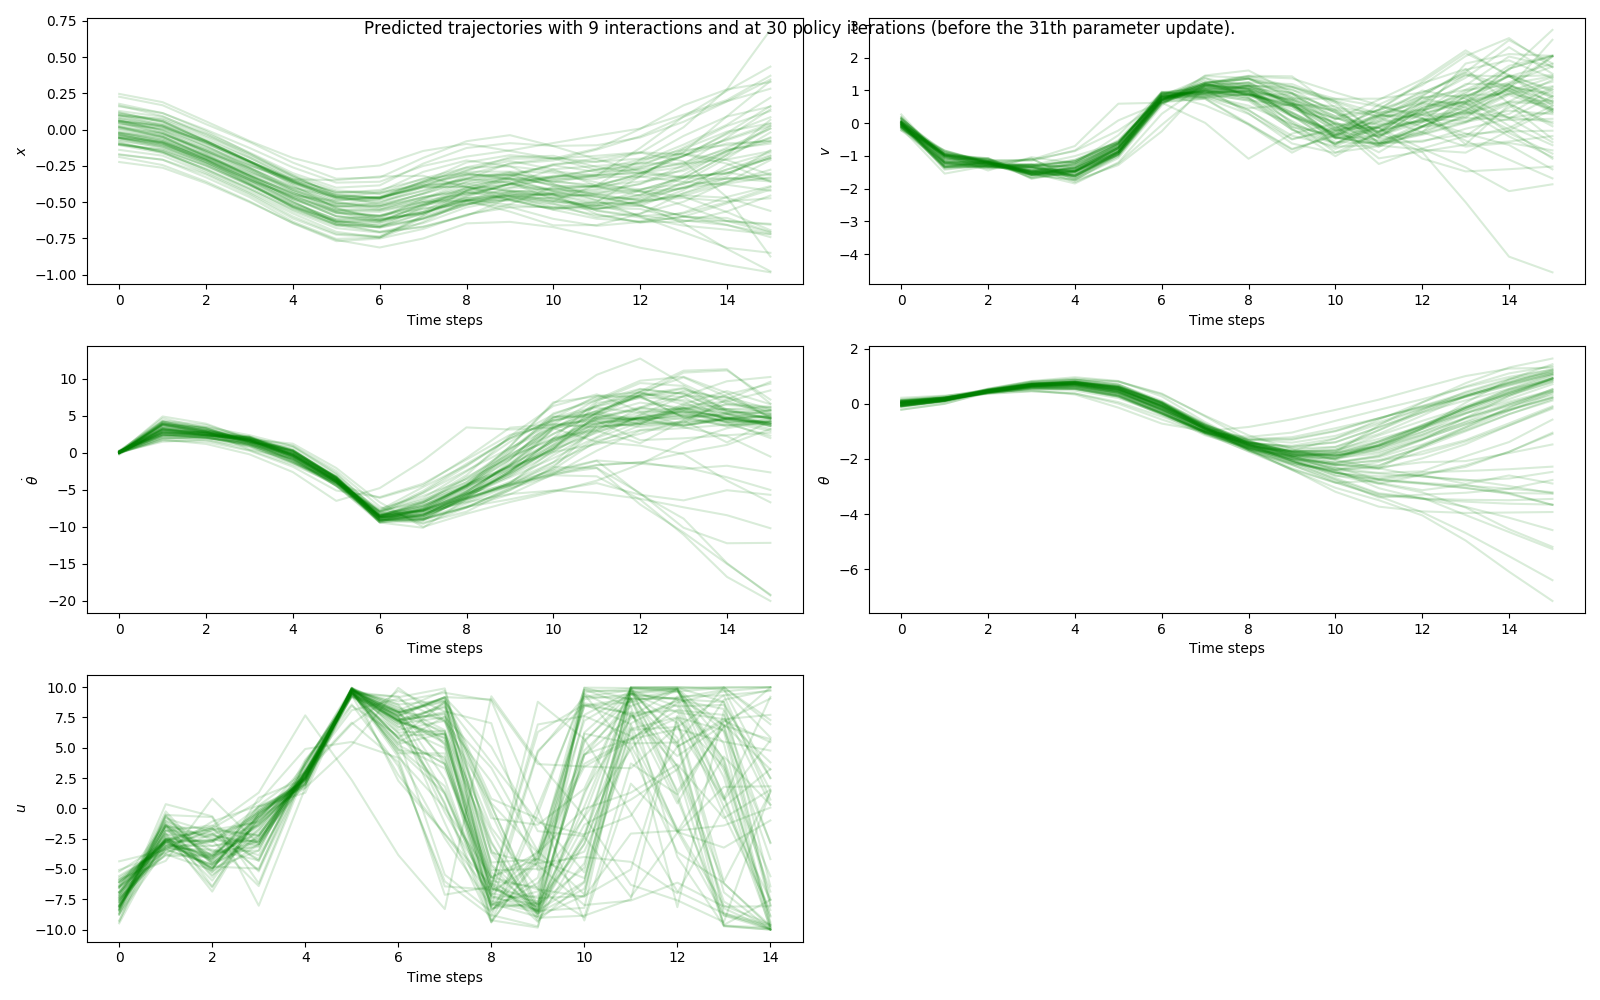 Predicted trajectories with 9 interactions and at 30 policy iterations (before the 31th parameter update).
0.75
0.50
0.25
0.00
−0.25
−0.50
−0.75
−1.00
x
0 2 4 6 8 10 12 14
Time steps
3
2
1
0
−1
−2
−3
−4
v
0 2 4 6 8 10 12 14
Time steps
10
5
0
−5
−10
−15
−20
θ̇
0 2 4 6 8 10 12 14
Time steps
2
0
−2
−4
−6
θ
0 2 4 6 8 10 12 14
Time steps
10.0
7.5
5.0
2.5
0.0
−2.5
−5.0
−7.5
−10.0
u
0 2 4 6 8 10 12 14
Time steps